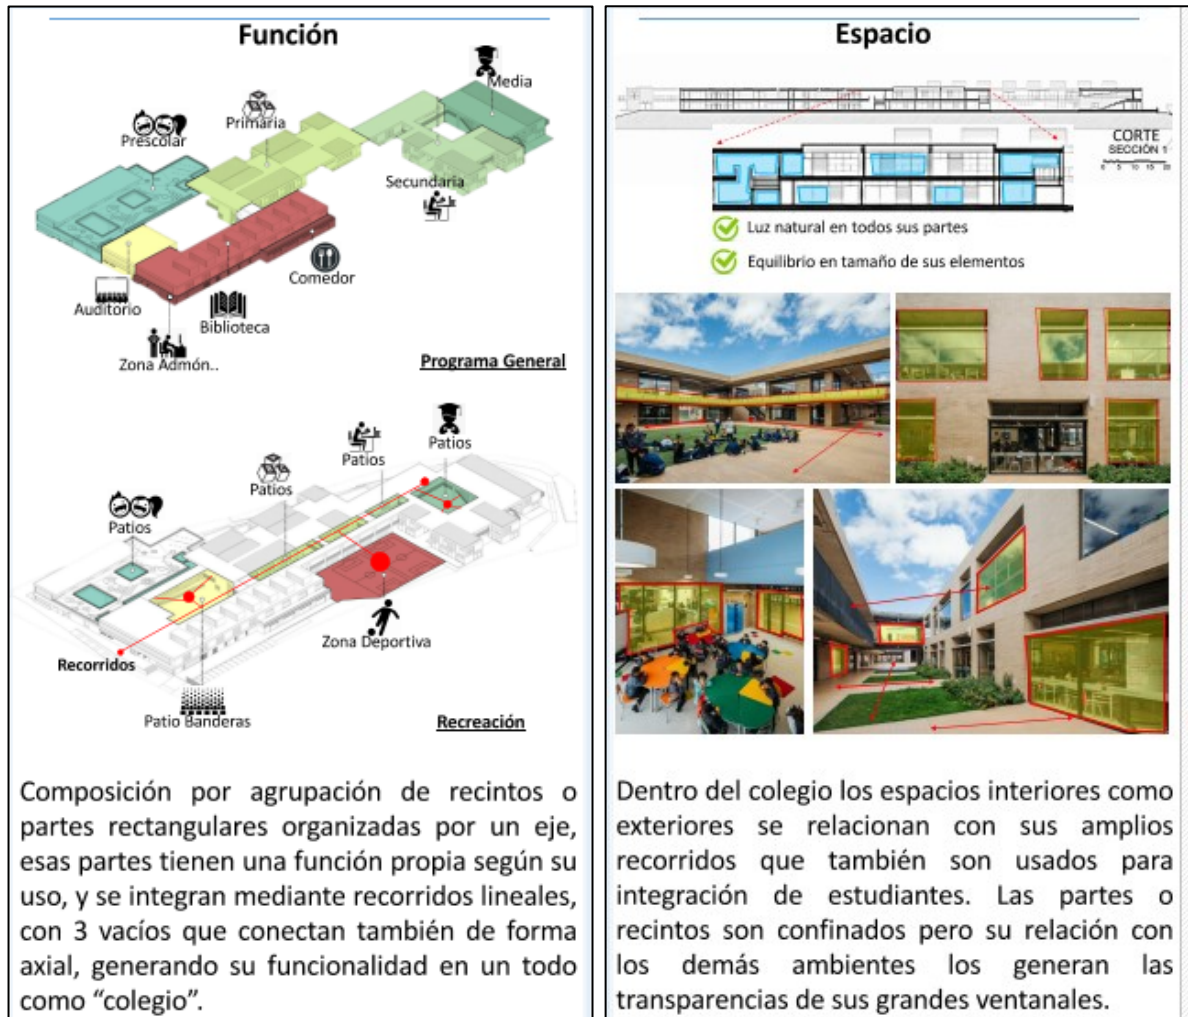 Función
Media
Primaria
Prescolar
Secundaria
Comedor
Auditorio
Biblioteca
Zona Admón..
Programa General
Patios
Patios
Patios
Patios
Zona Deportiva
Recorridos
Patio Banderas
Recreación
Composición por agrupación de recintos o
partes rectangulares organizadas por un eje,
esas partes tienen una función propia según su
uso, y se integran mediante recorridos lineales,
con 3 vacíos que conectan también de forma
axial, generando su funcionalidad en un todo
como “colegio”.
Espacio
CORTE
SECCIÓN 1
0 5 10 15 20
Luz natural en todos sus partes
Equilibrio en tamaño de sus elementos
Dentro del colegio los espacios interiores como
exteriores se relacionan con sus amplios
recorridos que también son usados para
integración de estudiantes. Las partes o
recintos son confinados pero su relación con
los demás ambientes los generan las
transparencias de sus grandes ventanales.